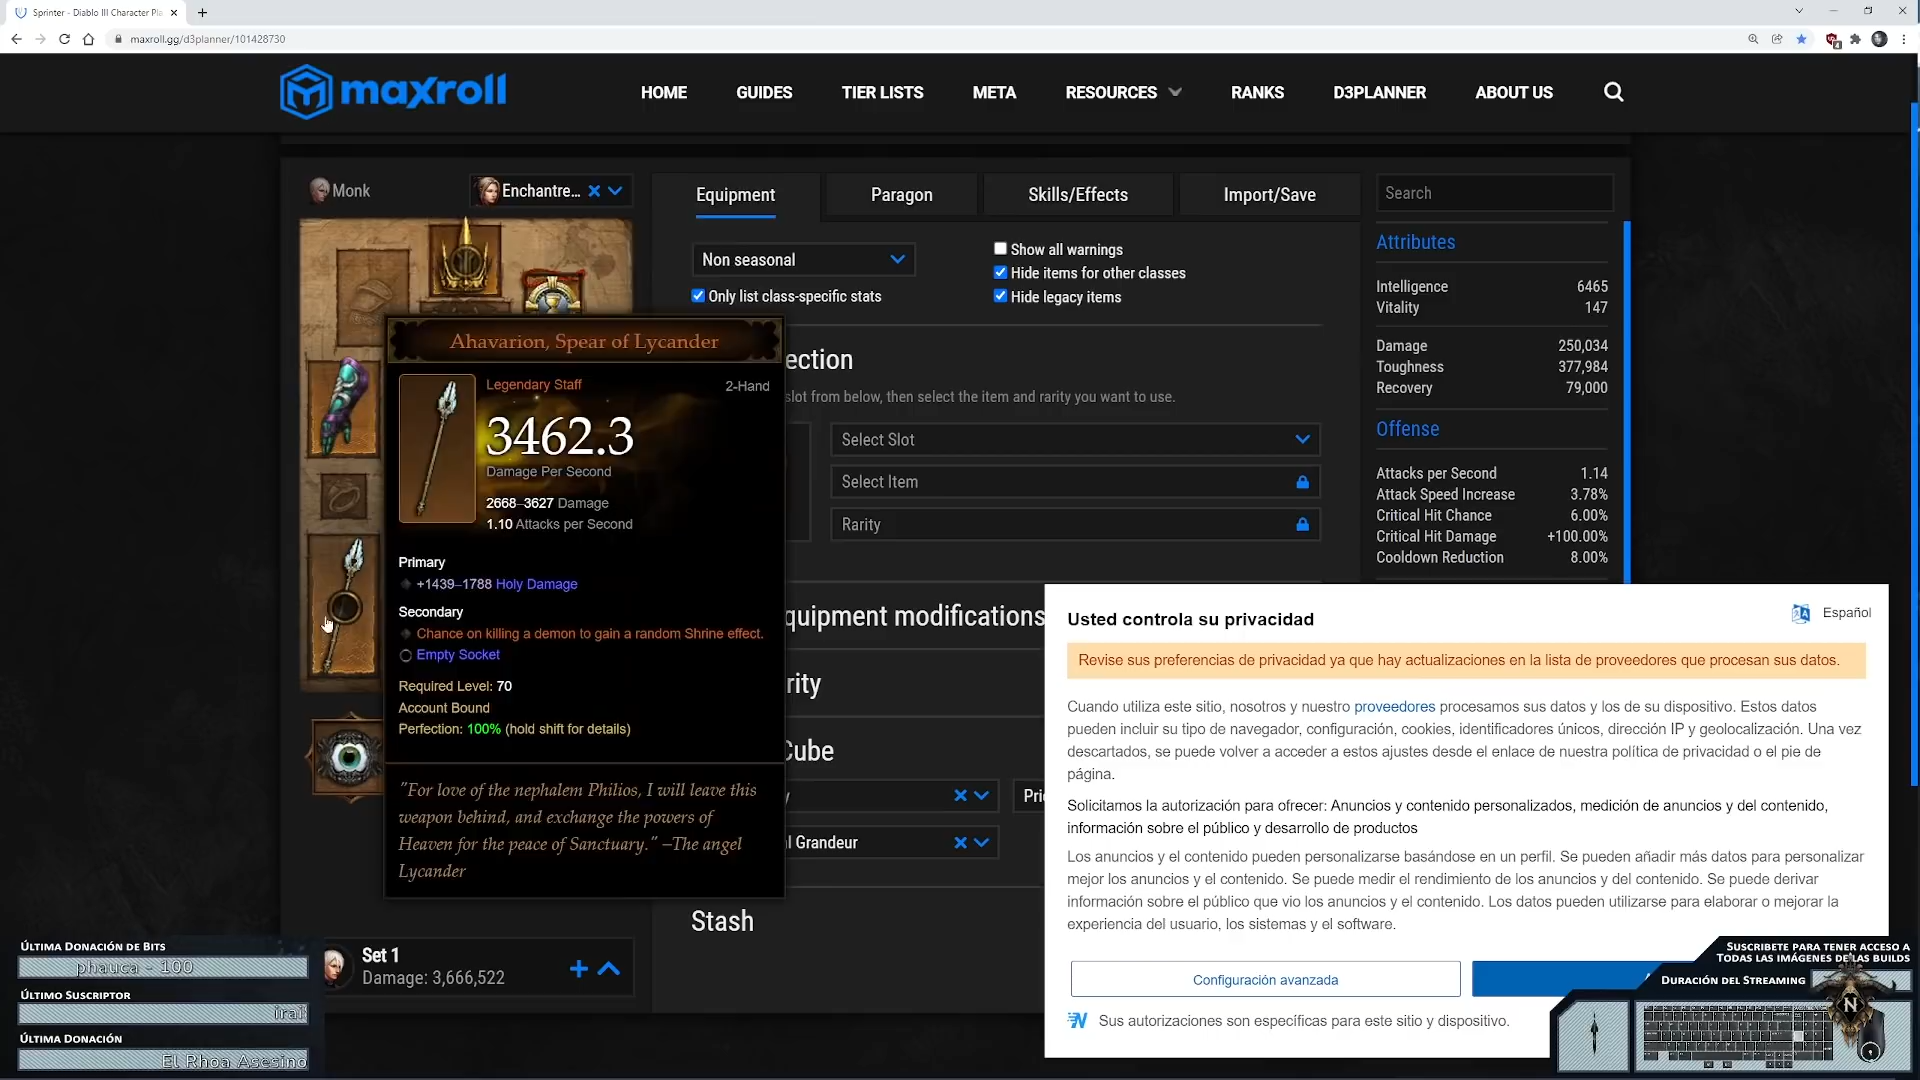 Sprinter - Diablo III Character Pla
maxroll.gg/d3planner/101428730
maxroll
HOME
GUIDES
TIER LISTS
META
RESOURCES
RANKS
D3PLANNER
ABOUT US
Monk
Enchantre...
Equipment
Paragon
Skills/Effects
Import/Save
Search
Non seasonal
Only list class-specific stats
Show all warnings
Hide items for other classes
Hide legacy items
Attributes
Intelligence 6465
Vitality 147
Damage 250,034
Toughness 377,984
Recovery 79,000
Offense
Attacks per Second 1.14
Attack Speed Increase 3.78%
Critical Hit Chance 6.00%
Critical Hit Damage +100.00%
Cooldown Reduction 8.00%
ection
slot from below, then select the item and rarity you want to use.
Select Slot
Select Item
Rarity
quipment modifications
rity
Cube
y
Pri
l Grandeur
Stash
Ahavarion, Spear of Lycander
Legendary Staff 2-Hand
3462.3
Damage Per Second
2668–3627 Damage
1.10 Attacks per Second
Primary
+1439–1788 Holy Damage
Secondary
Chance on killing a demon to gain a random Shrine effect.
Empty Socket
Required Level: 70
Account Bound
Perfection: 100% (hold shift for details)
"For love of the nephalem Philios, I will leave this
weapon behind, and exchange the powers of
Heaven for the peace of Sanctuary." –The angel
Lycander
Set 1
Damage: 3,666,522
Usted controla su privacidad
Español
Revise sus preferencias de privacidad ya que hay actualizaciones en la lista de proveedores que procesan sus datos.
Cuando utiliza este sitio, nosotros y nuestro proveedores procesamos sus datos y los de su dispositivo. Estos datos
pueden incluir su tipo de navegador, configuración, cookies, identificadores únicos, dirección IP y geolocalización. Una vez
descartados, se puede volver a acceder a estos ajustes desde el enlace de nuestra política de privacidad o el pie de
página.
Solicitamos la autorización para ofrecer: Anuncios y contenido personalizados, medición de anuncios y del contenido,
información sobre el público y desarrollo de productos
Los anuncios y el contenido pueden personalizarse basándose en un perfil. Se pueden añadir más datos para personalizar
mejor los anuncios y el contenido. Se puede medir el rendimiento de los anuncios y del contenido. Se puede derivar
información sobre el público que vio los anuncios y el contenido. Los datos pueden utilizarse para elaborar o mejorar la
experiencia del usuario, los sistemas y el software.
Configuración avanzada
Sus autorizaciones son específicas para este sitio y dispositivo.
ÚLTIMA DONACIÓN DE BITS
phauca - 100
ÚLTIMO SUSCRIPTOR
iral
ÚLTIMA DONACIÓN
El Rhoa Asesino
SUSCRIBETE PARA TENER ACCESO A
TODAS LAS IMÁGENES DE LAS BUILDS
DURACIÓN DEL STREAMING
N